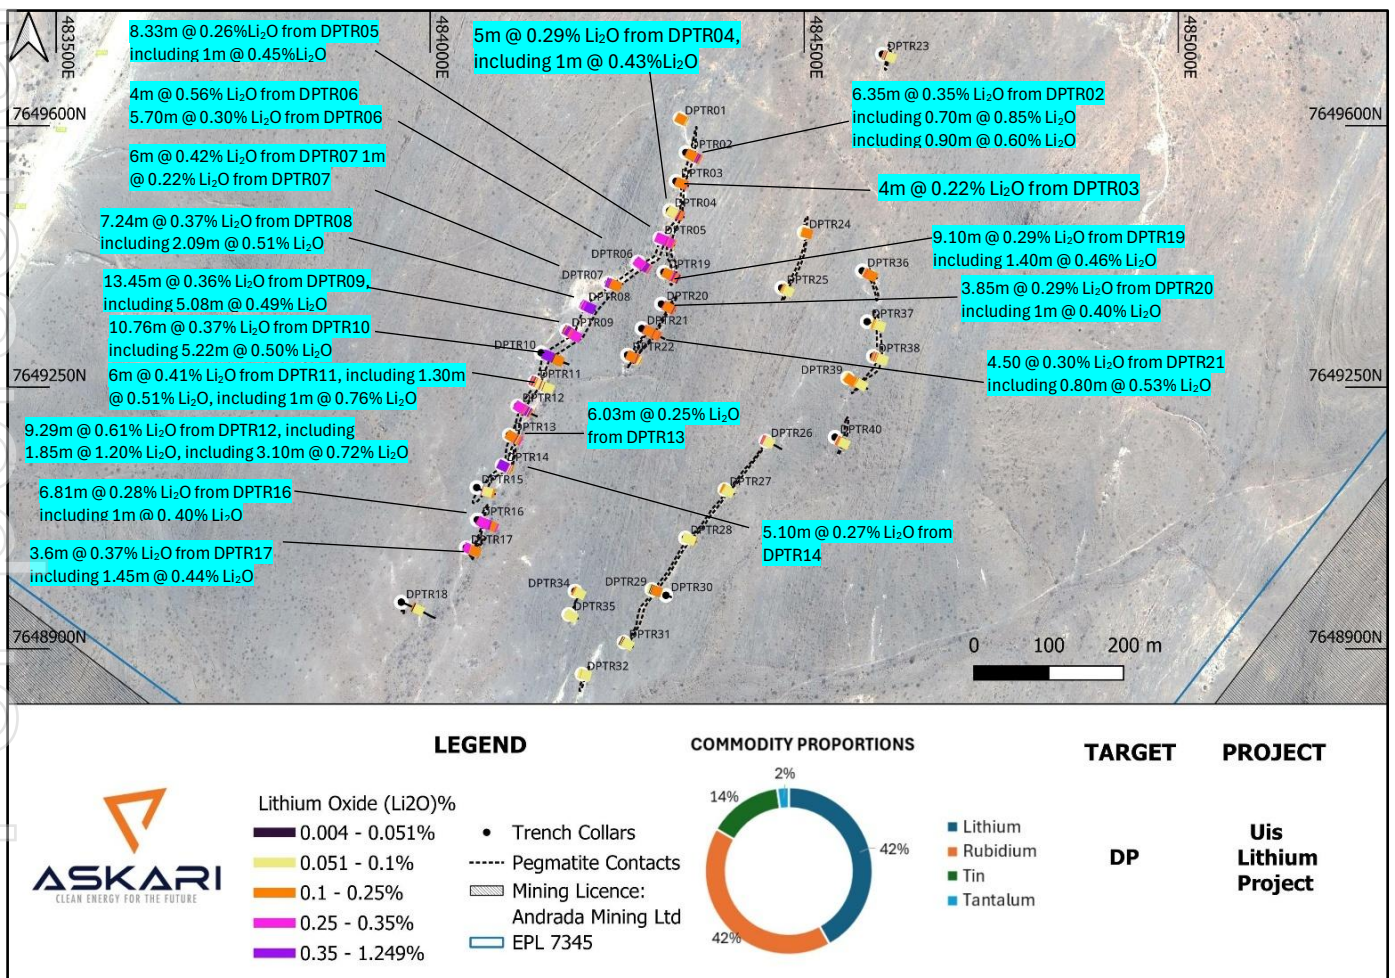 483500E
484000E
484500E
488500E
7649600N
7649600N
7649250N
7649250N
7648900N
7648900N
8.33m @ 0.26%Li₂O from DPTR05
including 1m @ 0.45%Li₂O
5m @ 0.29% Li₂O from DPTR04,
including 1m @ 0.43%Li₂O
4m @ 0.56% Li₂O from DPTR06
5.70m @ 0.30% Li₂O from DPTR06
6.35m @ 0.35% Li₂O from DPTR02
including 0.70m @ 0.85% Li₂O
including 0.90m @ 0.60% Li₂O
6m @ 0.42% Li₂O from DPTR07 1m
@ 0.22% Li₂O from DPTR07
4m @ 0.22% Li₂O from DPTR03
7.24m @ 0.37% Li₂O from DPTR08
including 2.09m @ 0.51% Li₂O
9.10m @ 0.29% Li₂O from DPTR19
including 1.40m @ 0.46% Li₂O
13.45m @ 0.36% Li₂O from DPTR09,
including 5.08m @ 0.49% Li₂O
3.85m @ 0.29% Li₂O from DPTR20
including 1m @ 0.40% Li₂O
10.76m @ 0.37% Li₂O from DPTR10
including 5.22m @ 0.50% Li₂O
4.50 @ 0.30% Li₂O from DPTR21
including 0.80m @ 0.53% Li₂O
6m @ 0.41% Li₂O from DPTR11, including 1.30m
@ 0.51% Li₂O, including 1m @ 0.76% Li₂O
6.03m @ 0.25% Li₂O
from DPTR13
9.29m @ 0.61% Li₂O from DPTR12, including
1.85m @ 1.20% Li₂O, including 3.10m @ 0.72% Li₂O
6.81m @ 0.28% Li₂O from DPTR16
including 1m @ 0.40% Li₂O
5.10m @ 0.27% Li₂O from
DPTR14
3.6m @ 0.37% Li₂O from DPTR17
including 1.45m @ 0.44% Li₂O
DPTR23
DPTR01
DPTR02
DPTR03
DPTR04
DPTR05
DPTR06
DPTR07
DPTR08
DPTR09
DPTR10
DPTR11
DPTR12
DPTR13
DPTR14
DPTR15
DPTR16
DPTR17
DPTR18
DPTR19
DPTR20
DPTR21
DPTR22
DPTR24
DPTR25
DPTR36
DPTR37
DPTR38
DPTR39
DPTR40
DPTR26
DPTR27
DPTR28
DPTR29
DPTR30
DPTR31
DPTR32
DPTR34
DPTR35
0 100 200 m
LEGEND
Lithium Oxide (Li2O)%
0.004 - 0.051%
0.051 - 0.1%
0.1 - 0.25%
0.25 - 0.35%
0.35 - 1.249%
Trench Collars
Pegmatite Contacts
Mining Licence:
Andrada Mining Ltd
EPL 7345
COMMODITY PROPORTIONS
2%
14%
42%
42%
Lithium
Rubidium
Tin
Tantalum
TARGET
DP
PROJECT
Uis
Lithium
Project
ASKARI
CLEAN ENERGY FOR THE FUTURE